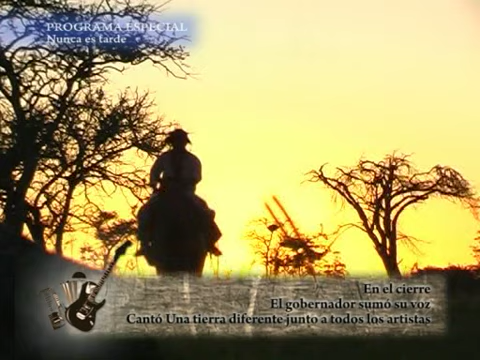 PROGRAMA ESPECIAL
Nunca es tarde
En el cierre
El gobernador sumó su voz
Cantó Una tierra diferente junto a todos los artistas